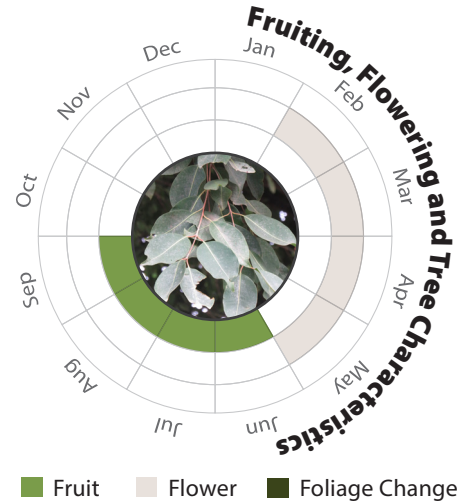 Fruiting, Flowering and Tree Characteristics
Jan
Feb
Mar
Apr
May
Jun
Jul
Aug
Sep
Oct
Nov
Dec
Fruit
Flower
Foliage Change